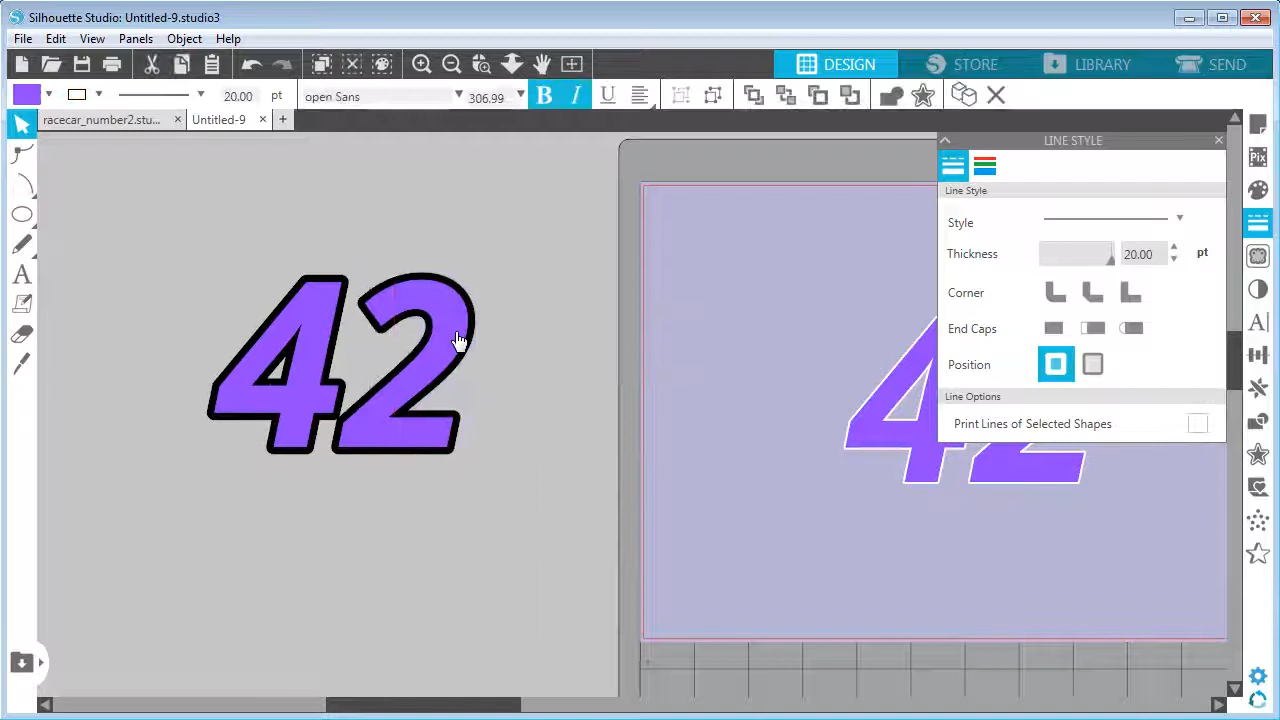 Silhouette Studio: Untitled-9.studio3
File Edit View Panels Object Help
DESIGN STORE LIBRARY SEND
20.00 pt open Sans 306.99 B I U
racecar_number2.stu... Untitled-9
LINE STYLE
Pix
Line Style
Style
Thickness 20.00 pt
Corner
End Caps
Position
Line Options
Print Lines of Selected Shapes
42
42